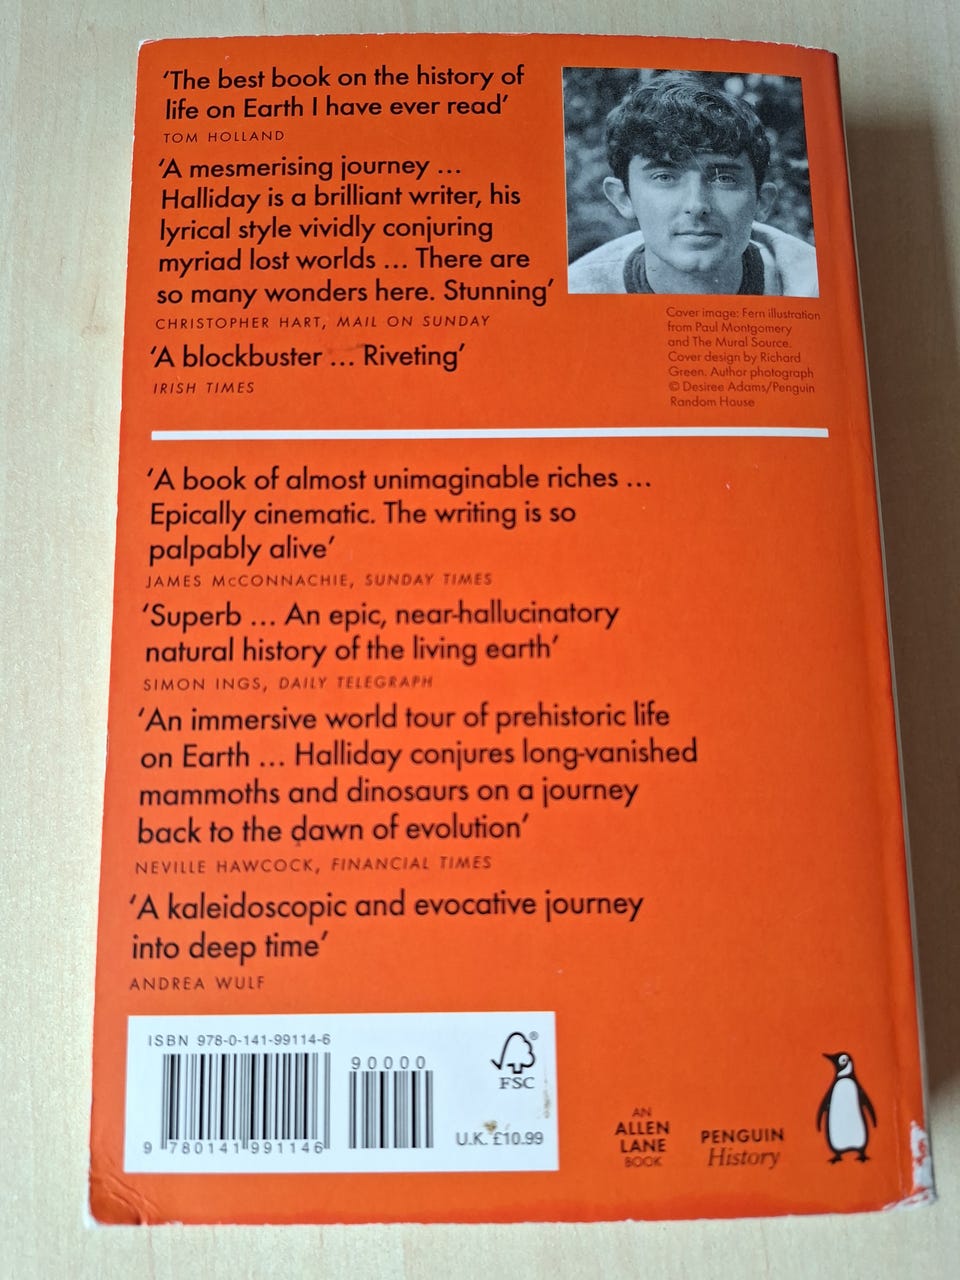 ‘The best book on the history of
life on Earth I have ever read’
TOM HOLLAND
‘A mesmerising journey ...
Halliday is a brilliant writer, his
lyrical style vividly conjuring
myriad lost worlds ... There are
so many wonders here. Stunning’
CHRISTOPHER HART, MAIL ON SUNDAY
‘A blockbuster ... Riveting’
IRISH TIMES
Cover image: Fern illustration
from Paul Montgomery
and The Mural Source.
Cover design by Richard
Green. Author photograph
© Desiree Adams/Penguin
Random House
‘A book of almost unimaginable riches ...
Epically cinematic. The writing is so
palpably alive’
JAMES McCONNACHIE, SUNDAY TIMES
‘Superb ... An epic, near-hallucinatory
natural history of the living earth’
SIMON INGS, DAILY TELEGRAPH
‘An immersive world tour of prehistoric life
on Earth ... Halliday conjures long-vanished
mammoths and dinosaurs on a journey
back to the dawn of evolution’
NEVILLE HAWCOCK, FINANCIAL TIMES
‘A kaleidoscopic and evocative journey
into deep time’
ANDREA WULF
ISBN 978-0-141-99114-6
90000
9 780141 991146
FSC®
U.K. £10.99
AN
ALLEN
LANE
BOOK
PENGUIN
History